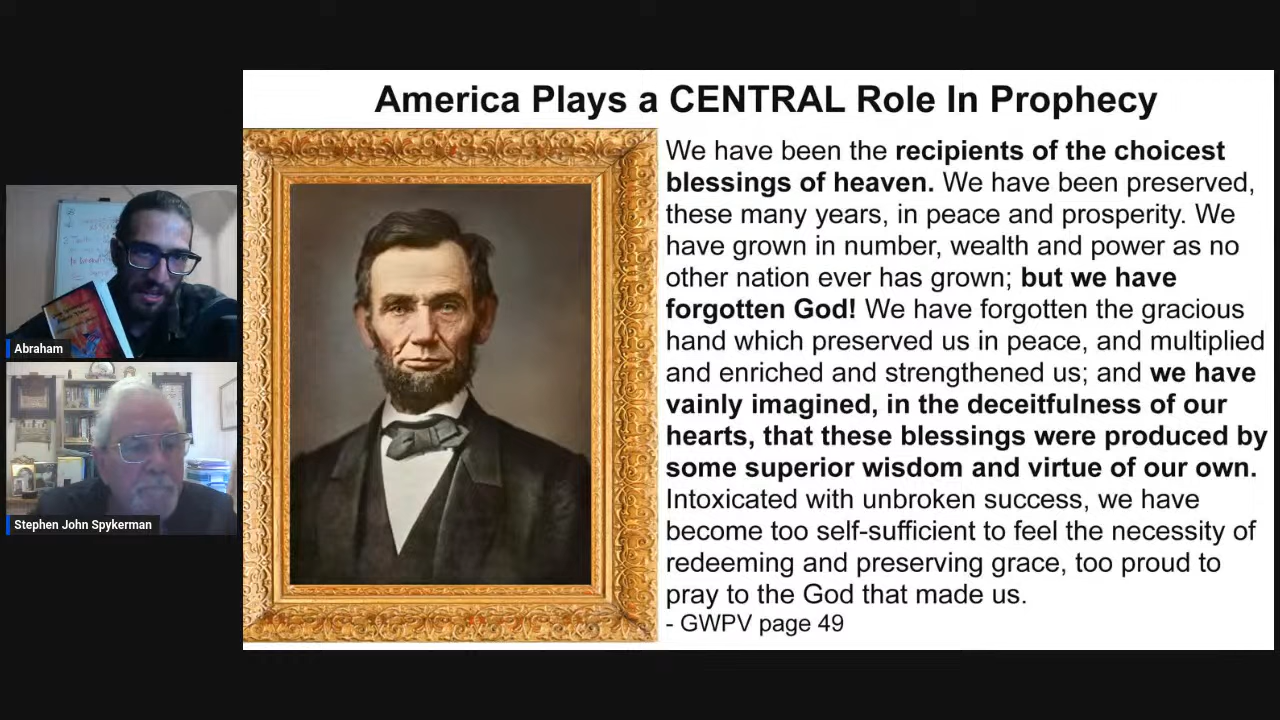 America Plays a CENTRAL Role In Prophecy
We have been the recipients of the choicest
blessings of heaven. We have been preserved,
these many years, in peace and prosperity. We
have grown in number, wealth and power as no
other nation ever has grown; but we have
forgotten God! We have forgotten the gracious
hand which preserved us in peace, and multiplied
and enriched and strengthened us; and we have
vainly imagined, in the deceitfulness of our
hearts, that these blessings were produced by
some superior wisdom and virtue of our own.
Intoxicated with unbroken success, we have
become too self-sufficient to feel the necessity of
redeeming and preserving grace, too proud to
pray to the God that made us.
- GWPV page 49
Abraham
Stephen John Spykerman